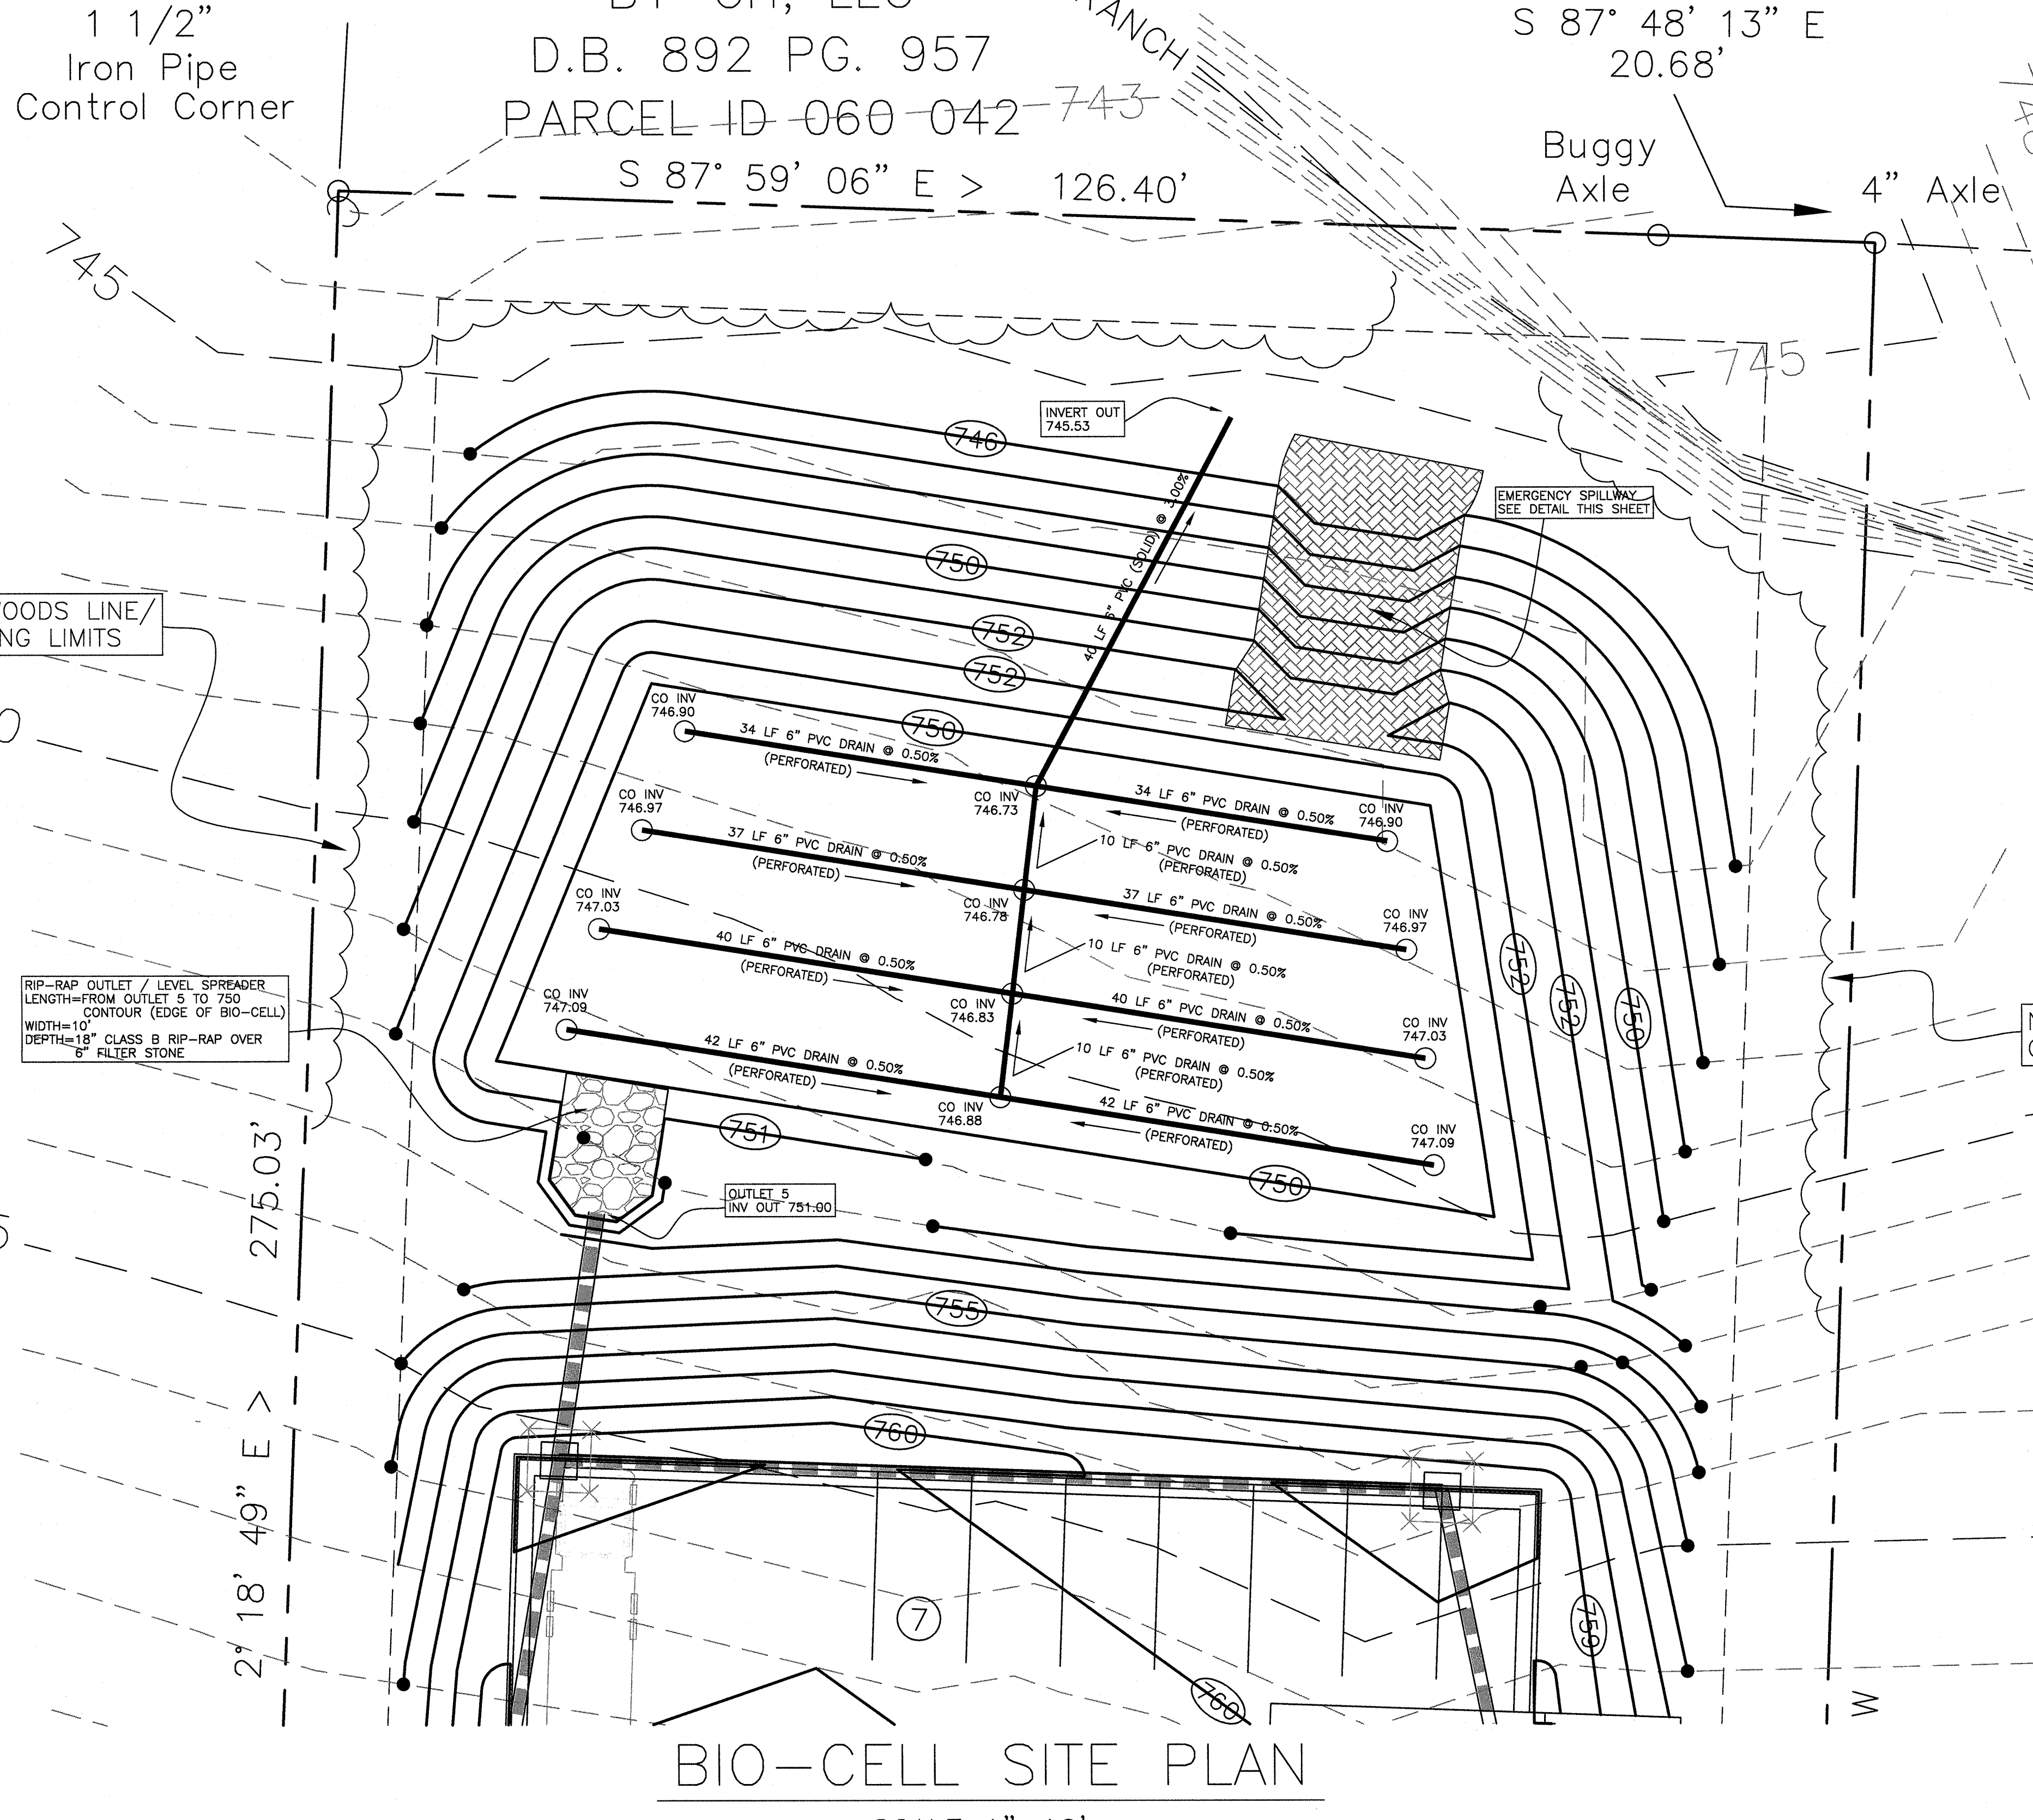 1 1/2"
Iron Pipe
Control Corner
D.B. 892 PG. 957
PARCEL ID 060 042
743
S 87° 59' 06" E > 126.40'
S 87° 48' 13" E
20.68'
Buggy
Axle
4" Axle
745
745
INVERT OUT
745.53
746
40 LF 6" PVC (SOLID) @ 3.00%
EMERGENCY SPILLWAY
SEE DETAIL THIS SHEET
750
752
752
750
WOODS LINE/
LIMITS
CO INV
746.90
34 LF 6" PVC DRAIN @ 0.50%
(PERFORATED)
CO INV
746.73
34 LF 6" PVC DRAIN @ 0.50%
(PERFORATED)
CO INV
746.90
10 LF 6" PVC DRAIN @ 0.50%
(PERFORATED)
CO INV
746.97
37 LF 6" PVC DRAIN @ 0.50%
(PERFORATED)
CO INV
746.78
37 LF 6" PVC DRAIN @ 0.50%
(PERFORATED)
CO INV
746.97
10 LF 6" PVC DRAIN @ 0.50%
(PERFORATED)
CO INV
747.03
40 LF 6" PVC DRAIN @ 0.50%
(PERFORATED)
CO INV
746.83
40 LF 6" PVC DRAIN @ 0.50%
(PERFORATED)
CO INV
747.03
10 LF 6" PVC DRAIN @ 0.50%
(PERFORATED)
CO INV
747.09
42 LF 6" PVC DRAIN @ 0.50%
(PERFORATED)
CO INV
746.88
42 LF 6" PVC DRAIN @ 0.50%
(PERFORATED)
CO INV
747.09
752
752
750
RIP-RAP OUTLET / LEVEL SPREADER
LENGTH=FROM OUTLET 5 TO 750
CONTOUR (EDGE OF BIO-CELL)
WIDTH=10'
DEPTH=18" CLASS B RIP-RAP OVER
6" FILTER STONE
751
750
OUTLET 5
INV OUT 751.00
275.03'
2° 18' 49" E >
755
760
7
759
760
W
BIO-CELL SITE PLAN